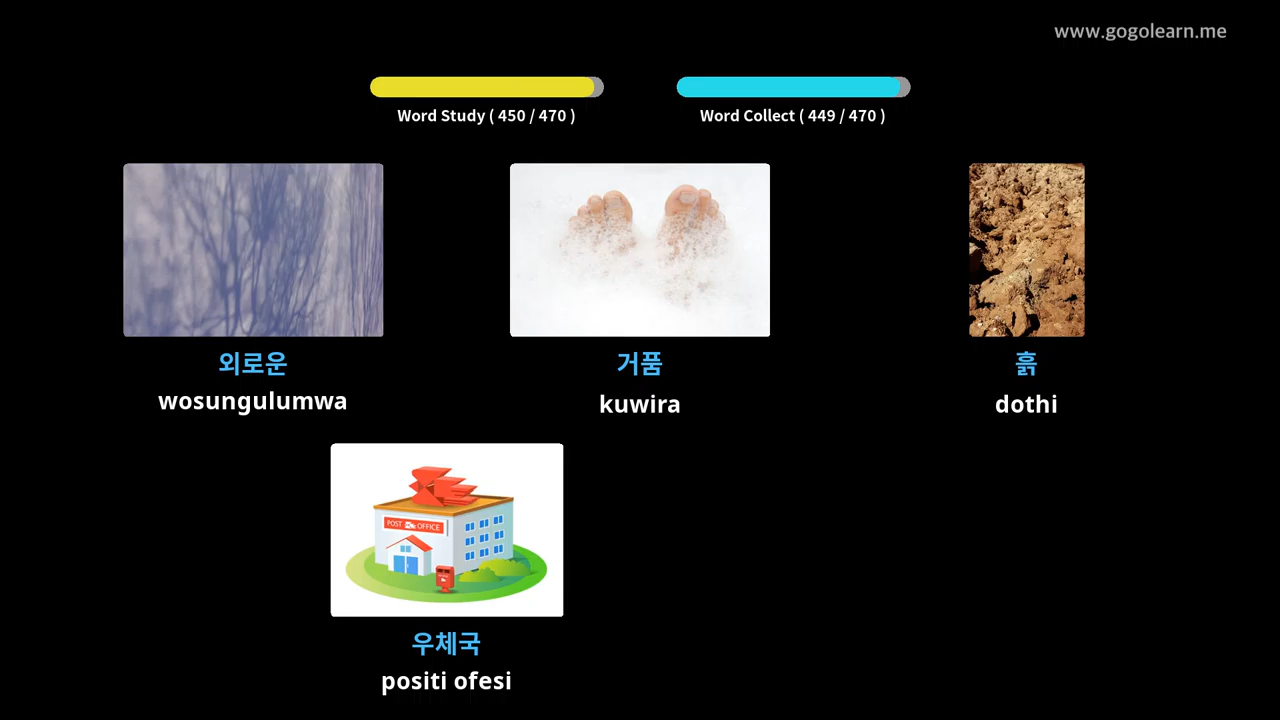 www.gogolearn.me
Word Study ( 450 / 470 )
Word Collect ( 449 / 470 )
외로운
wosungulumwa
거품
kuwira
흙
dothi
POST OFFICE
우체국
positi ofesi